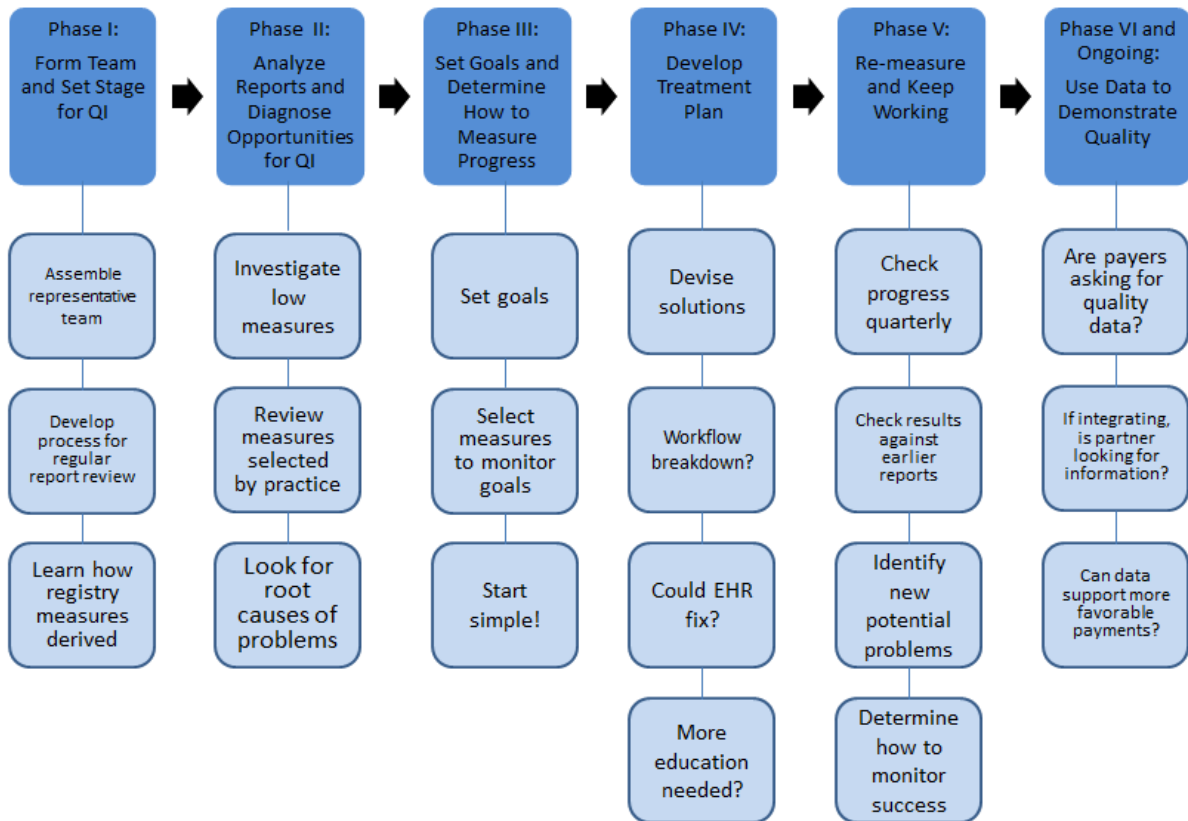 Phase I:
Form Team
and Set Stage
for QI
Assemble
representative
team
Develop
process for
regular
report review
Learn how
registry
measures
derived
Phase II:
Analyze
Reports and
Diagnose
Opportunities
for QI
Investigate
low
measures
Review
measures
selected
by practice
Look for
root
causes of
problems
Phase III:
Set Goals and
Determine
How to
Measure
Progress
Set goals
Select
measures
to monitor
goals
Start
simple!
Phase IV:
Develop
Treatment
Plan
Devise
solutions
Workflow
breakdown?
Could EHR
fix?
More
education
needed?
Phase V:
Re-measure
and Keep
Working
Check
progress
quarterly
Check results
against
earlier
reports
Identify
new
potential
problems
Determine
how to
monitor
success
Phase VI and
Ongoing:
Use Data to
Demonstrate
Quality
Are payers
asking for
quality
data?
If integrating,
is partner
looking for
information?
Can data
support more
favorable
payments?